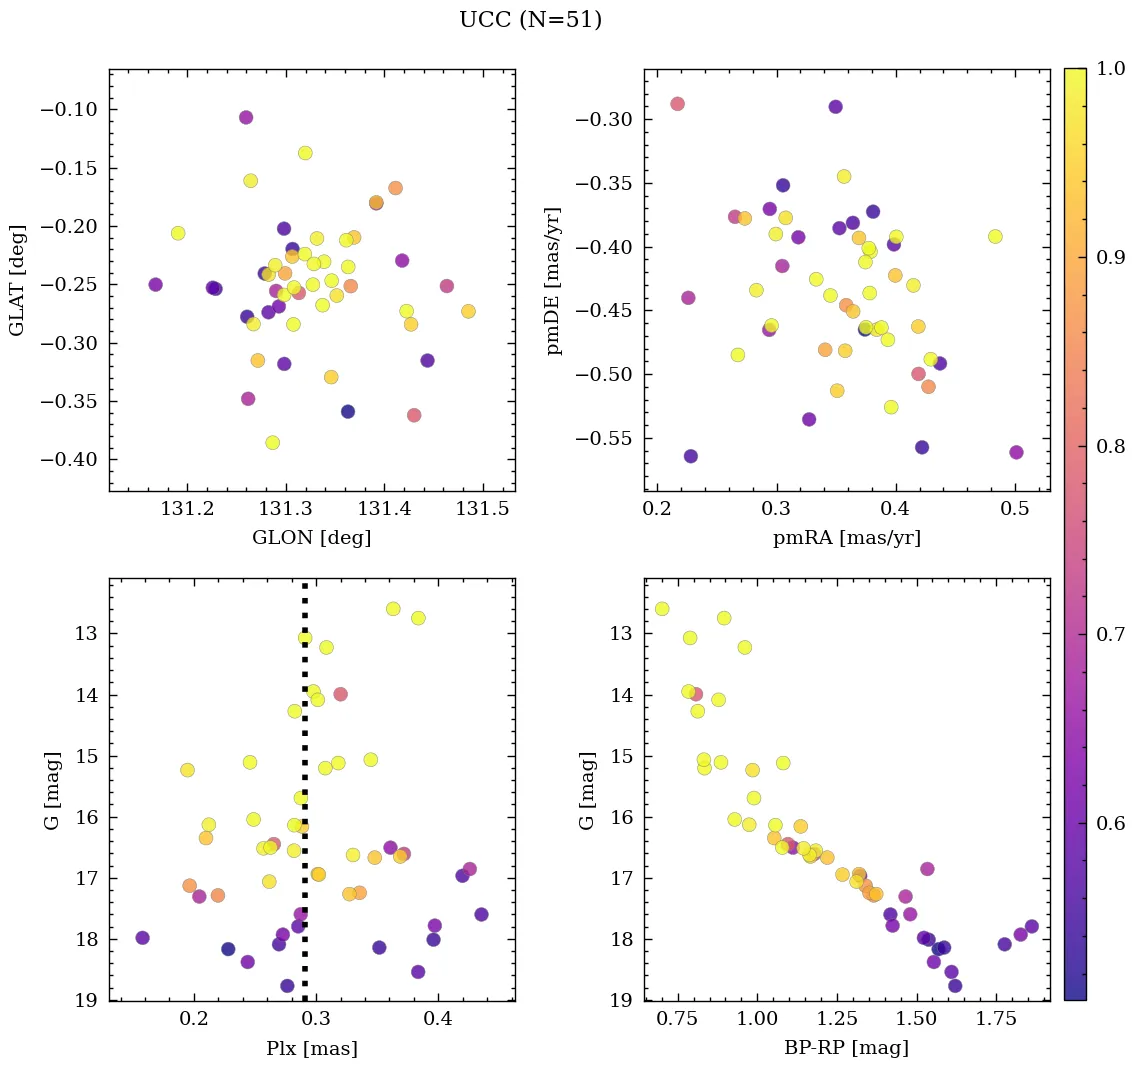 UCC (N=51)
−0.10
−0.15
−0.20
−0.25
−0.30
−0.35
−0.40
GLAT [deg]
131.2 131.3 131.4 131.5
GLON [deg]
−0.30
−0.35
−0.40
−0.45
−0.50
−0.55
pmDE [mas/yr]
0.2 0.3 0.4 0.5
pmRA [mas/yr]
1.0
0.9
0.8
0.7
0.6
13
14
15
16
17
18
19
G [mag]
0.2 0.3 0.4
Plx [mas]
13
14
15
16
17
18
19
G [mag]
0.75 1.00 1.25 1.50 1.75
BP-RP [mag]